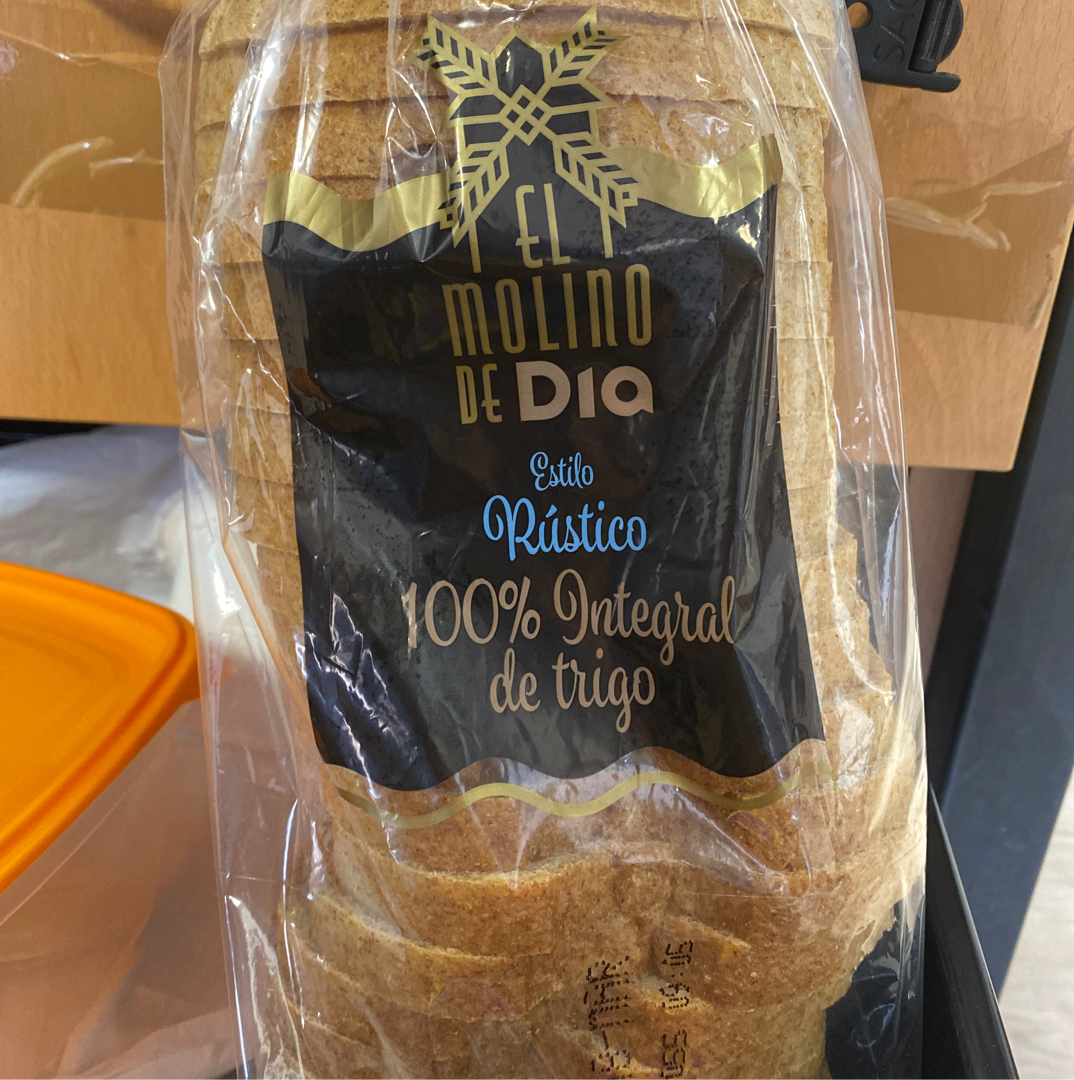 EL
MOLINO
DE DIA
Estilo
Rústico
100% Integral
de trigo